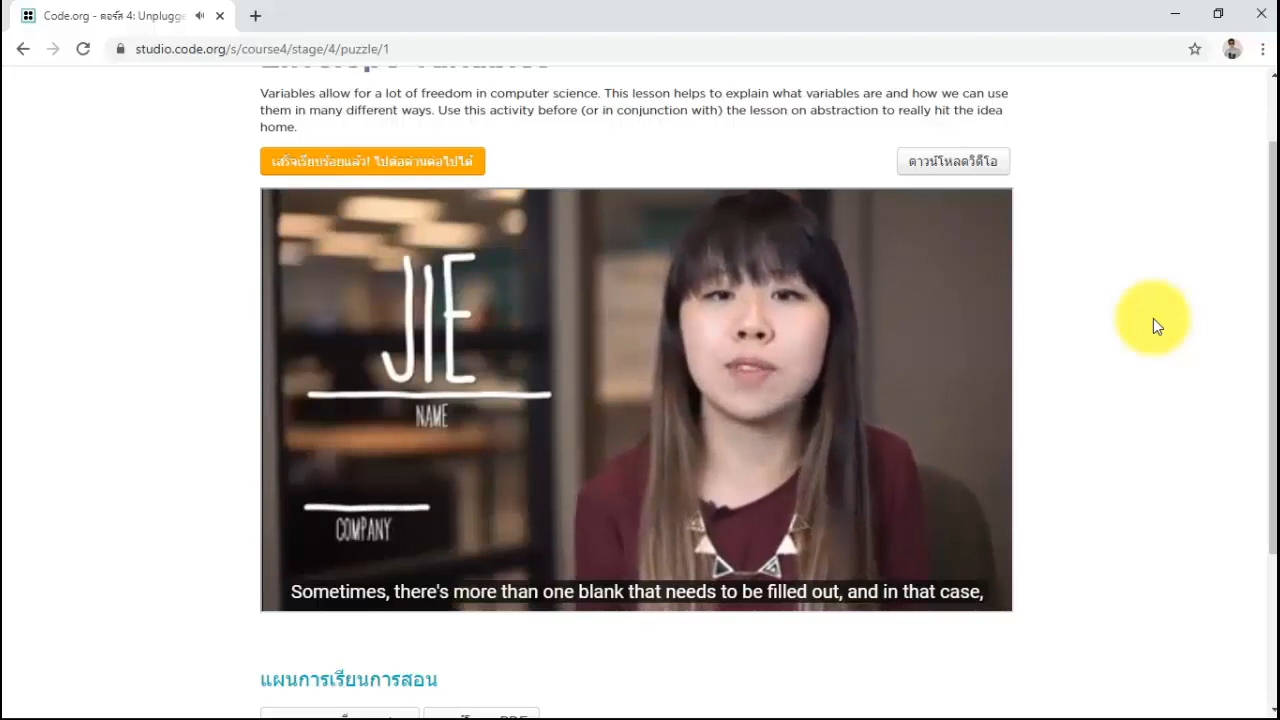 Code.org - คอร์ส 4: Unplugge
studio.code.org/s/course4/stage/4/puzzle/1
Envelope Variables
Variables allow for a lot of freedom in computer science. This lesson helps to explain what variables are and how we can use
them in many different ways. Use this activity before (or in conjunction with) the lesson on abstraction to really hit the idea
home.
เสร็จเรียบร้อยแล้ว! ไปต่อด่านต่อไปได้
ดาวน์โหลดวิดีโอ
JIE
NAME
COMPANY
Sometimes, there's more than one blank that needs to be filled out, and in that case,
แผนการเรียนการสอน
PDF